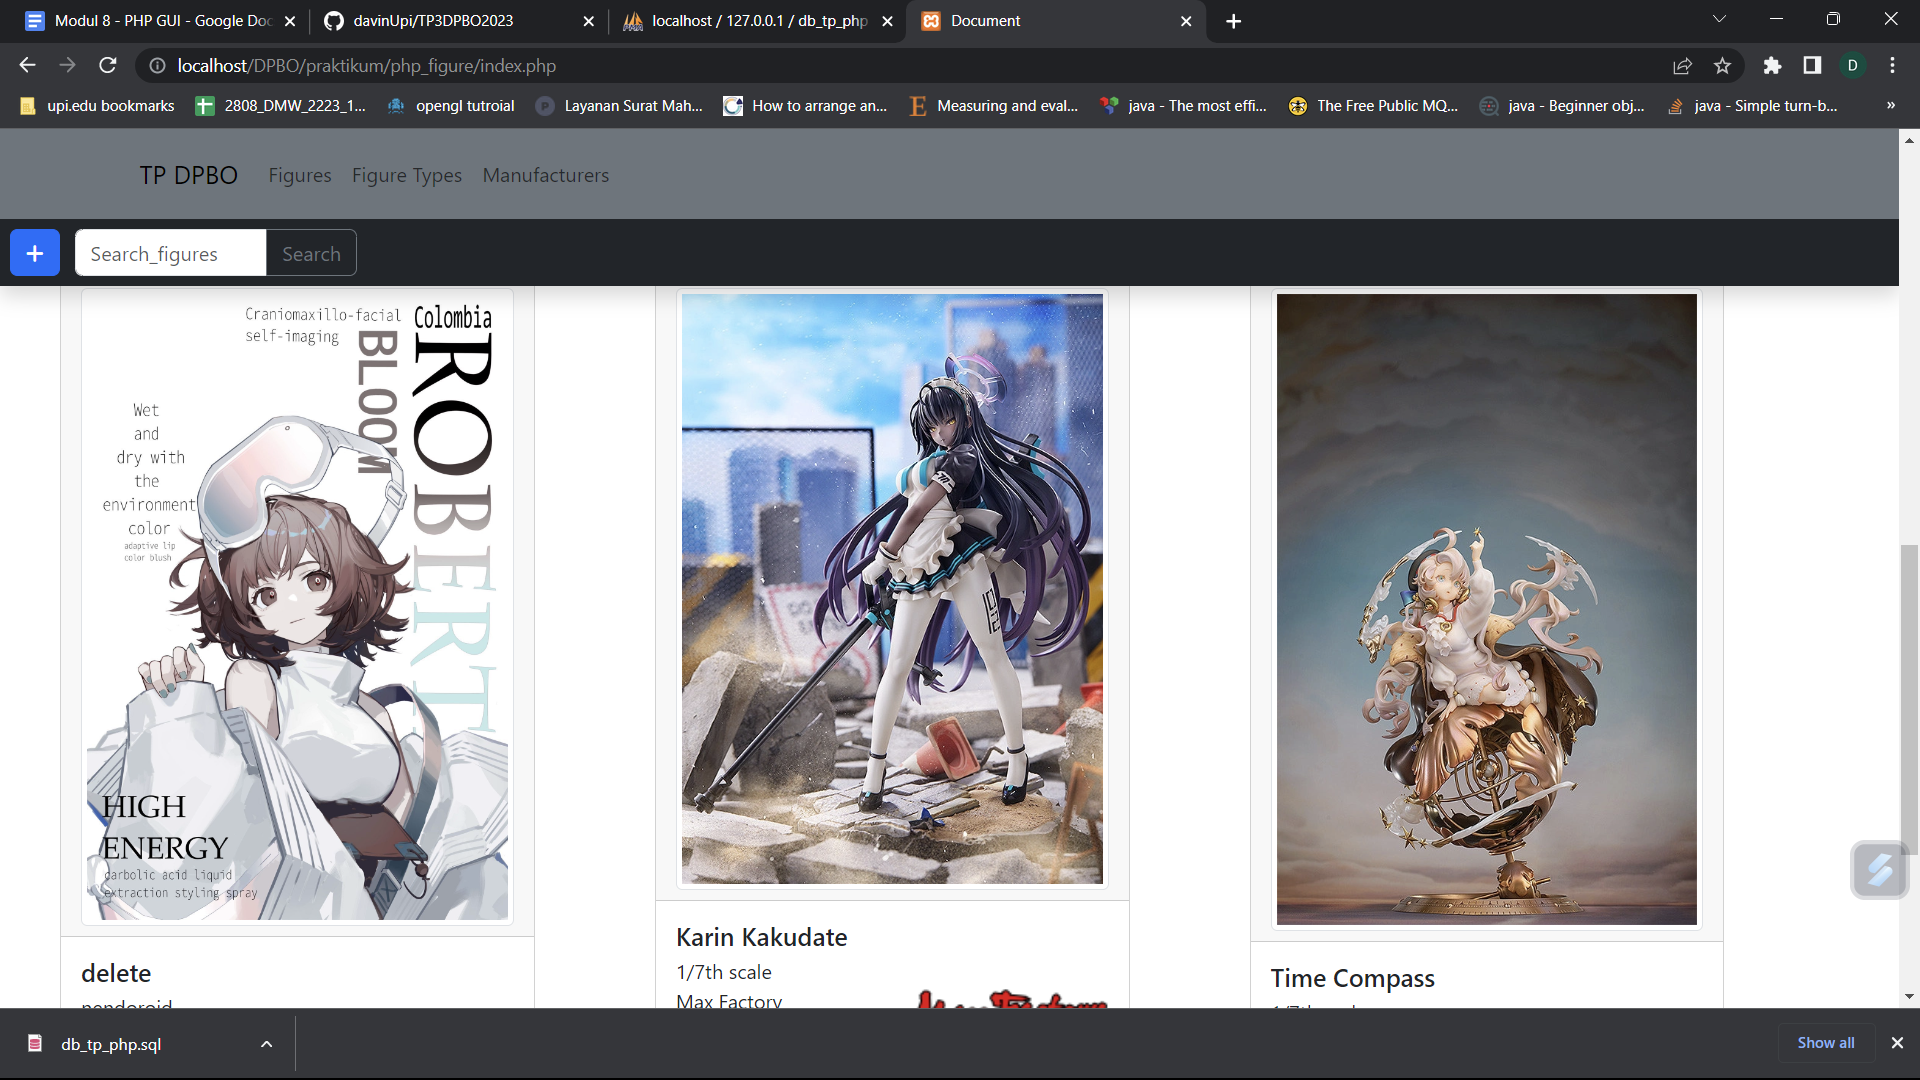 Modul 8 - PHP GUI - Google Doc
davinUpi/TP3DPBO2023
localhost / 127.0.0.1 / db_tp_php
Document
localhost/DPBO/praktikum/php_figure/index.php
D
upi.edu bookmarks
2808_DMW_2223_1...
opengl tutroial
Layanan Surat Mah...
How to arrange an...
Measuring and eval...
java - The most effi...
The Free Public MQ...
java - Beginner obj...
java - Simple turn-b...
»
TP DPBO
Figures
Figure Types
Manufacturers
+
Search_figures
Search
Craniomaxillo-facial
self-imaging
Colombia
BLOOM
ROBERT
Wet
and
dry with
the
environment
color
adaptive lip
color blush
HIGH
ENERGY
carbolic acid liquid
extraction styling spray
012
delete
nendoroid
Karin Kakudate
1/7th scale
Max Factory
Time Compass
db_tp_php.sql
Show all